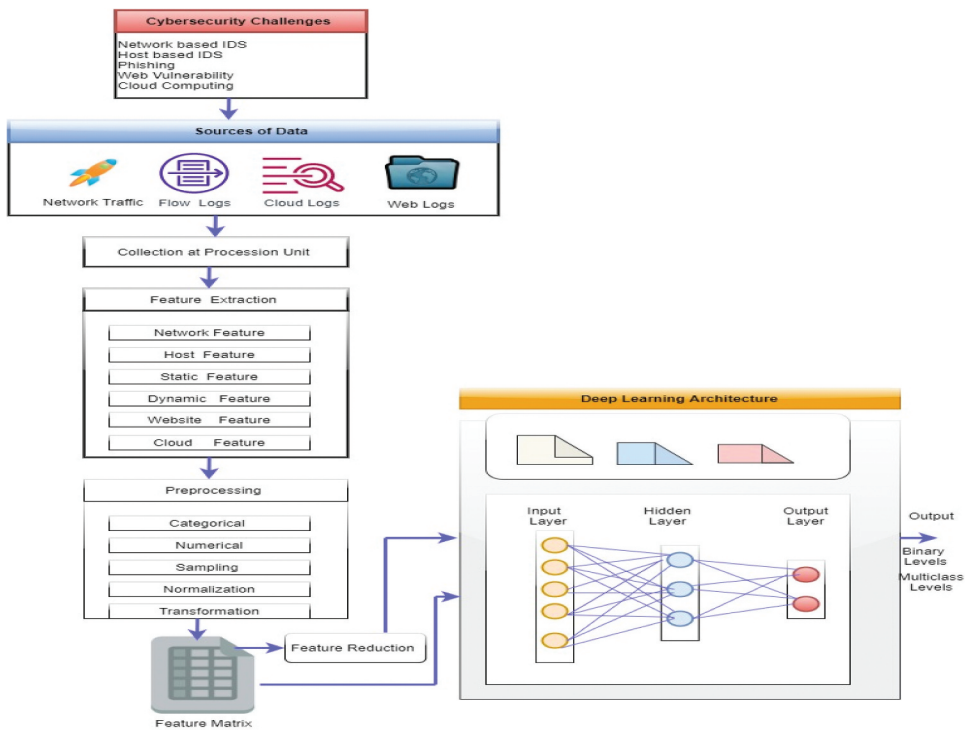 Cybersecurity Challenges
Network based IDS
Host based IDS
Phishing
Web Vulnerability
Cloud Computing
Sources of Data
Network Traffic
Flow Logs
Cloud Logs
Web Logs
Collection at Procession Unit
Feature Extraction
Network Feature
Host Feature
Static Feature
Dynamic Feature
Website Feature
Cloud Feature
Preprocessing
Categorical
Numerical
Sampling
Normalization
Transformation
Feature Reduction
Feature Matrix
Deep Learning Architecture
Input
Layer
Hidden
Layer
Output
Layer
Output
Binary
Levels
Multiclass
Levels